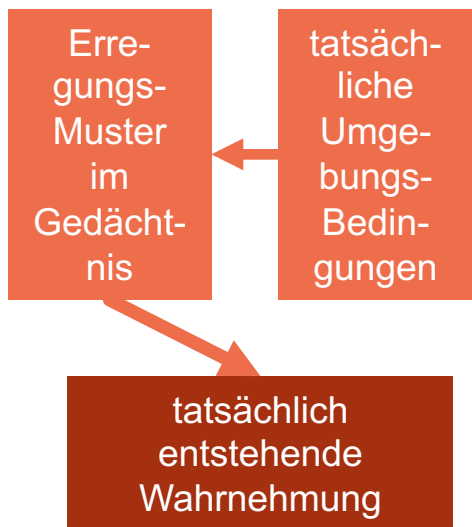 Erre-
gungs-
Muster
im
Gedächt-
nis
tatsäch-
liche
Umge-
bungs-
Bedin-
gungen
tatsächlich
entstehende
Wahrnehmung